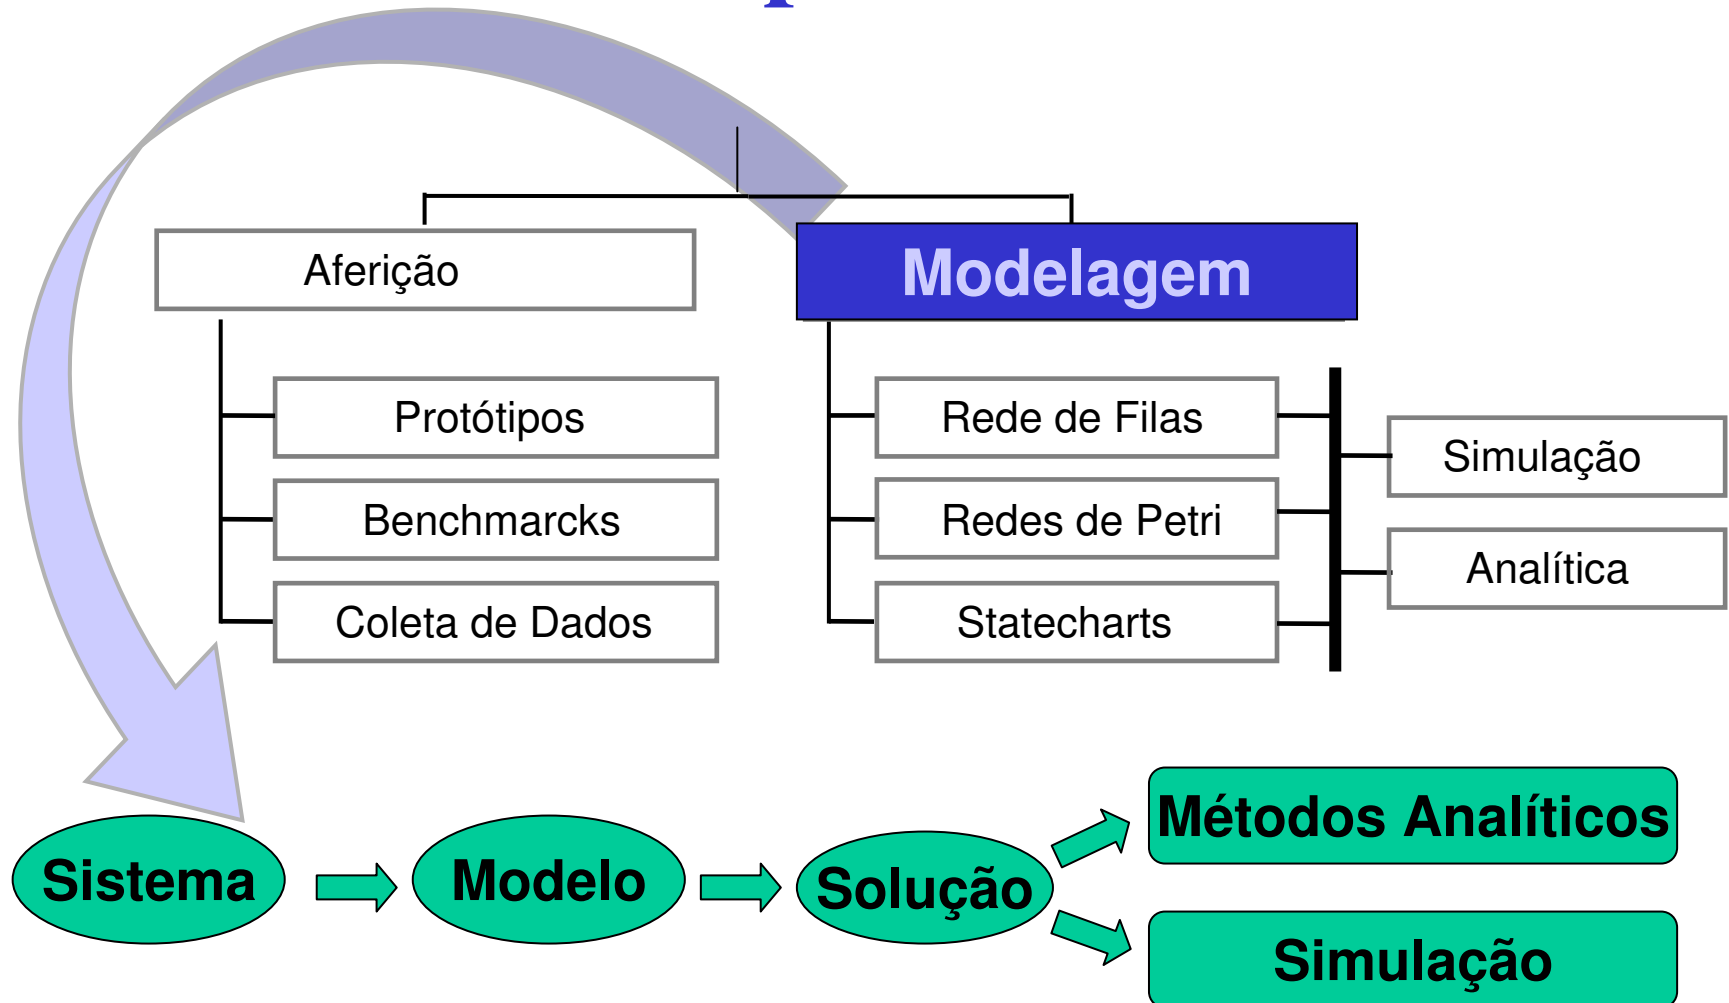 Aferição
Modelagem
Protótipos
Rede de Filas
Simulação
Benchmarcks
Redes de Petri
Analítica
Coleta de Dados
Statecharts
Sistema
Modelo
Solução
Métodos Analíticos
Simulação